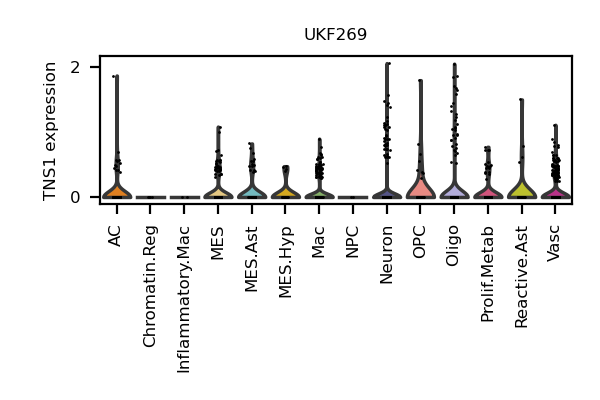 UKF269
TNS1 expression
2
0
AC
Chromatin.Reg
Inflammatory.Mac
MES
MES.Ast
MES.Hyp
Mac
NPC
Neuron
OPC
Oligo
Prolif.Metab
Reactive.Ast
Vasc